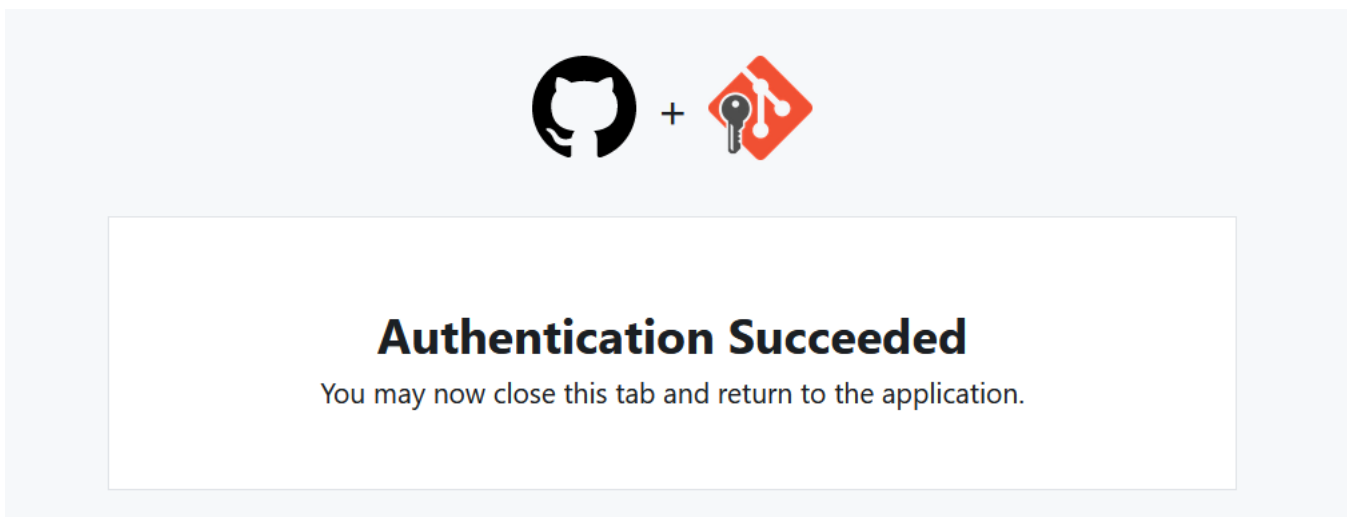 +
Authentication Succeeded
You may now close this tab and return to the application.